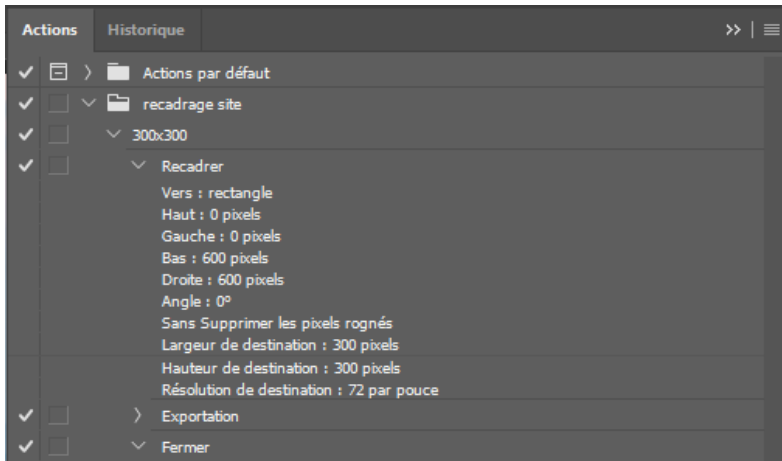 Actions Historique
Actions par défaut
recadrage site
300x300
Recadrer
Vers : rectangle
Haut : 0 pixels
Gauche : 0 pixels
Bas : 600 pixels
Droite : 600 pixels
Angle : 0°
Sans Supprimer les pixels rognés
Largeur de destination : 300 pixels
Hauteur de destination : 300 pixels
Résolution de destination : 72 par pouce
Exportation
Fermer